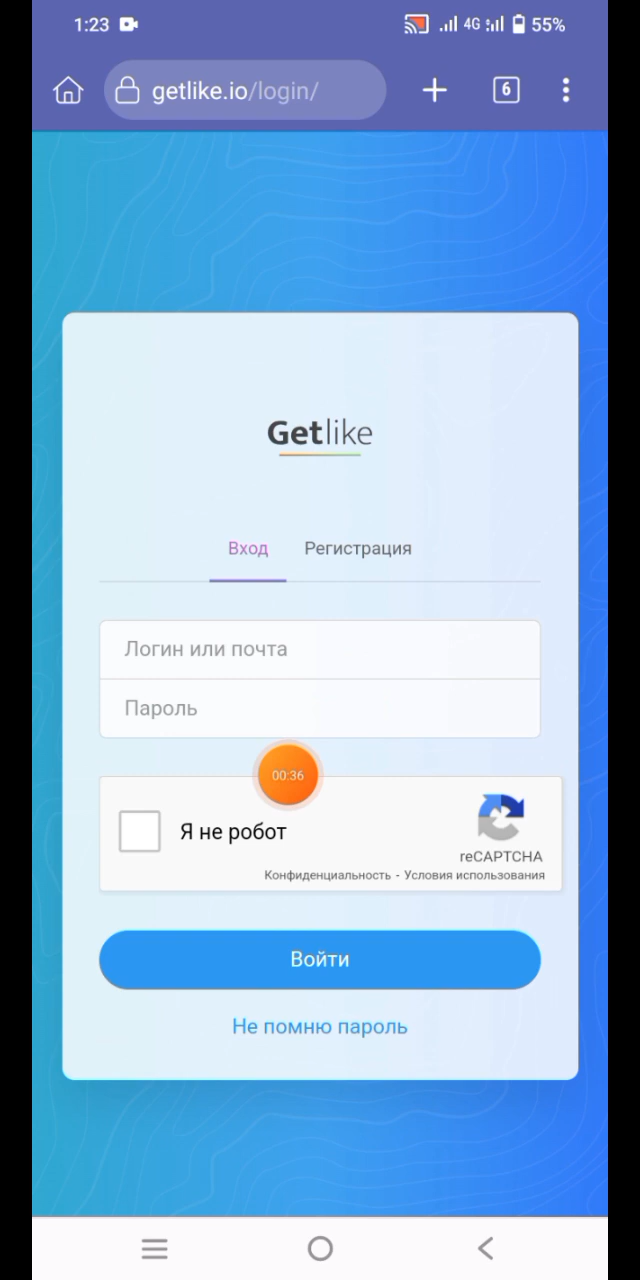 1:23
4G
55%
getlike.io/login/
6
Getlike
Вход Регистрация
Логин или почта
Пароль
00:36
Я не робот
reCAPTCHA
Конфиденциальность - Условия использования
Войти
Не помню пароль